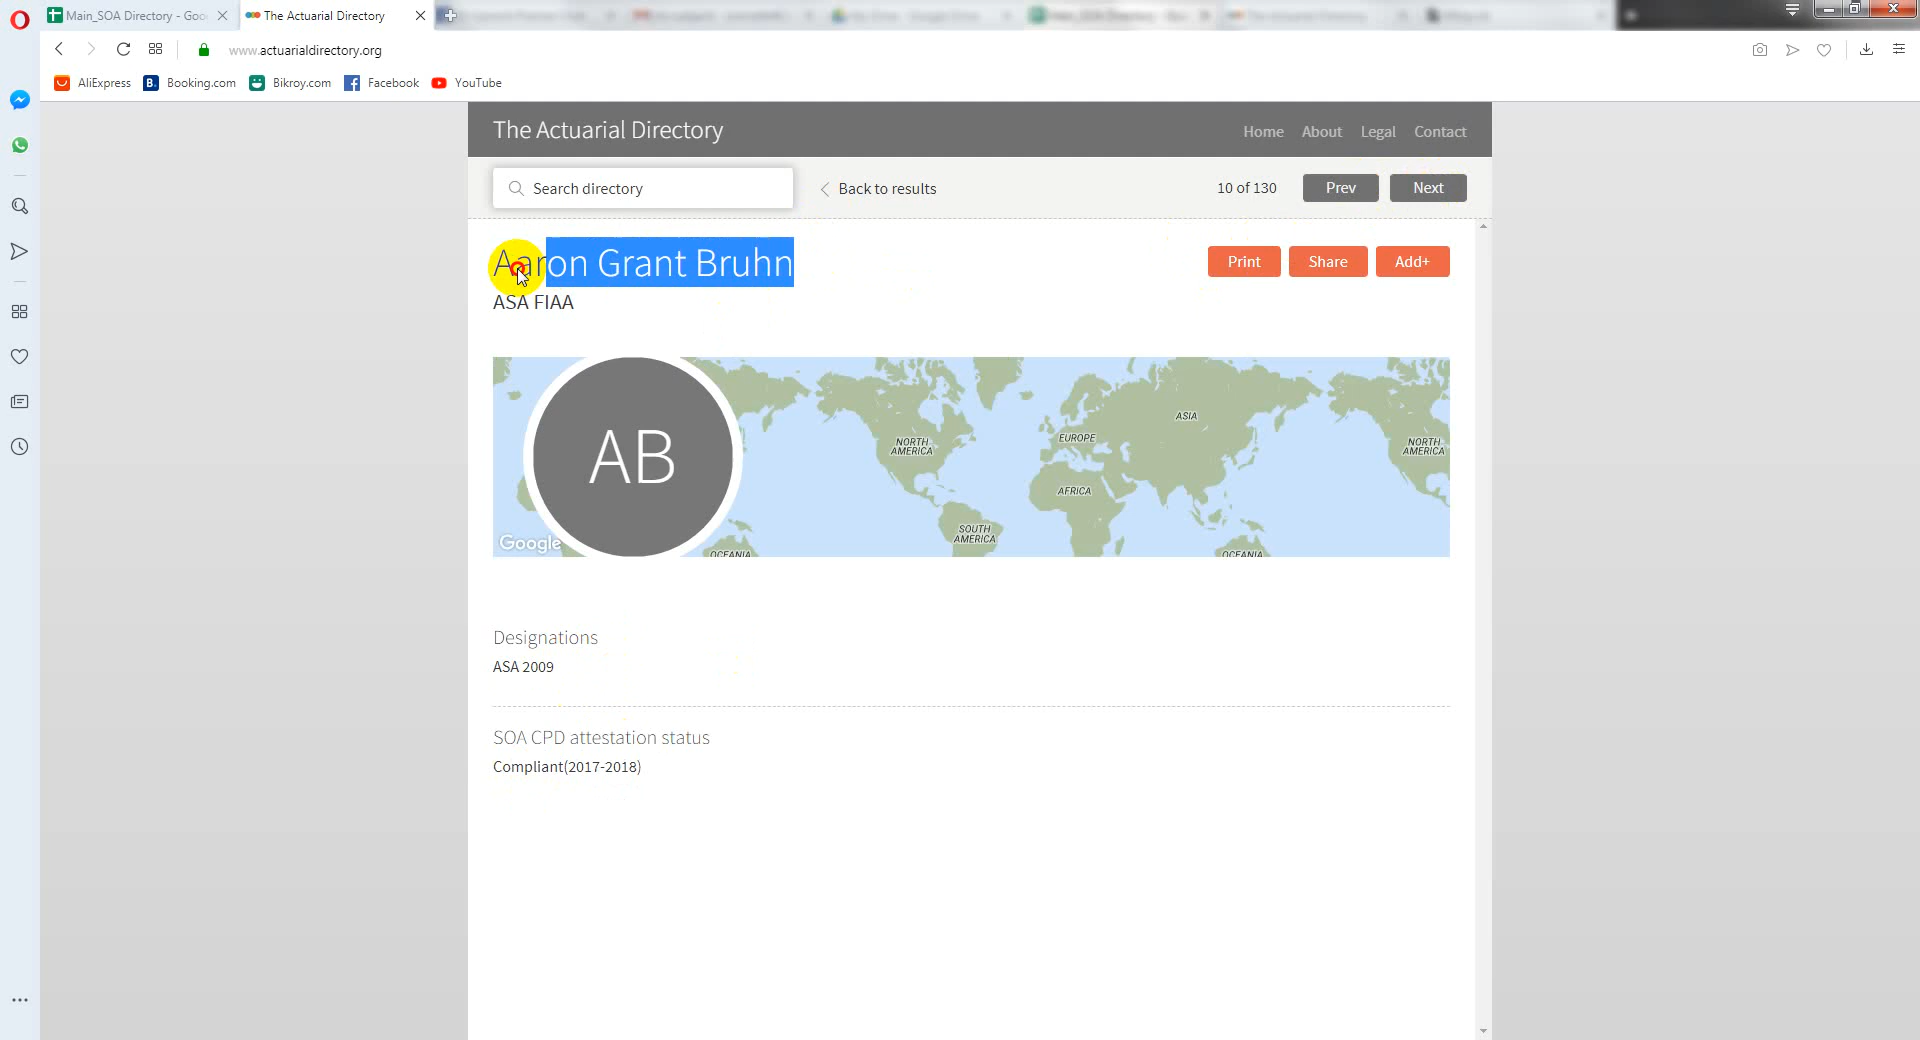 Main_SOA Directory - Goo
The Actuarial Directory
www.actuarialdirectory.org
AliExpress
Booking.com
Bikroy.com
Facebook
YouTube
The Actuarial Directory
Home
About
Legal
Contact
Search directory
Back to results
10 of 130
Prev
Next
Aaron Grant Bruhn
Print
Share
Add+
ASA FIAA
AB
NORTH
AMERICA
EUROPE
ASIA
AFRICA
SOUTH
AMERICA
NORTH
AMERICA
Google
OCEANIA
OCEANIA
Designations
ASA 2009
SOA CPD attestation status
Compliant(2017-2018)